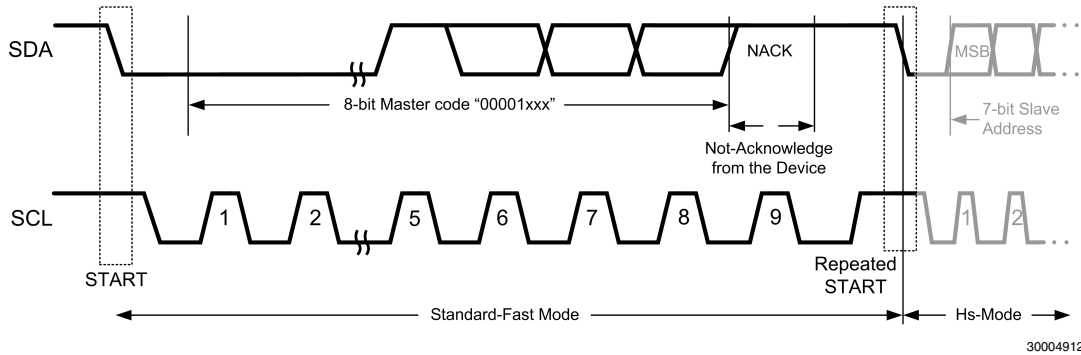 SDA
NACK
MSB
8-bit Master code “00001xxx”
7-bit Slave
Address
Not-Acknowledge
from the Device
SCL
1 2 5 6 7 8 9 1 2
START
Repeated
START
Standard-Fast Mode
Hs-Mode
30004912